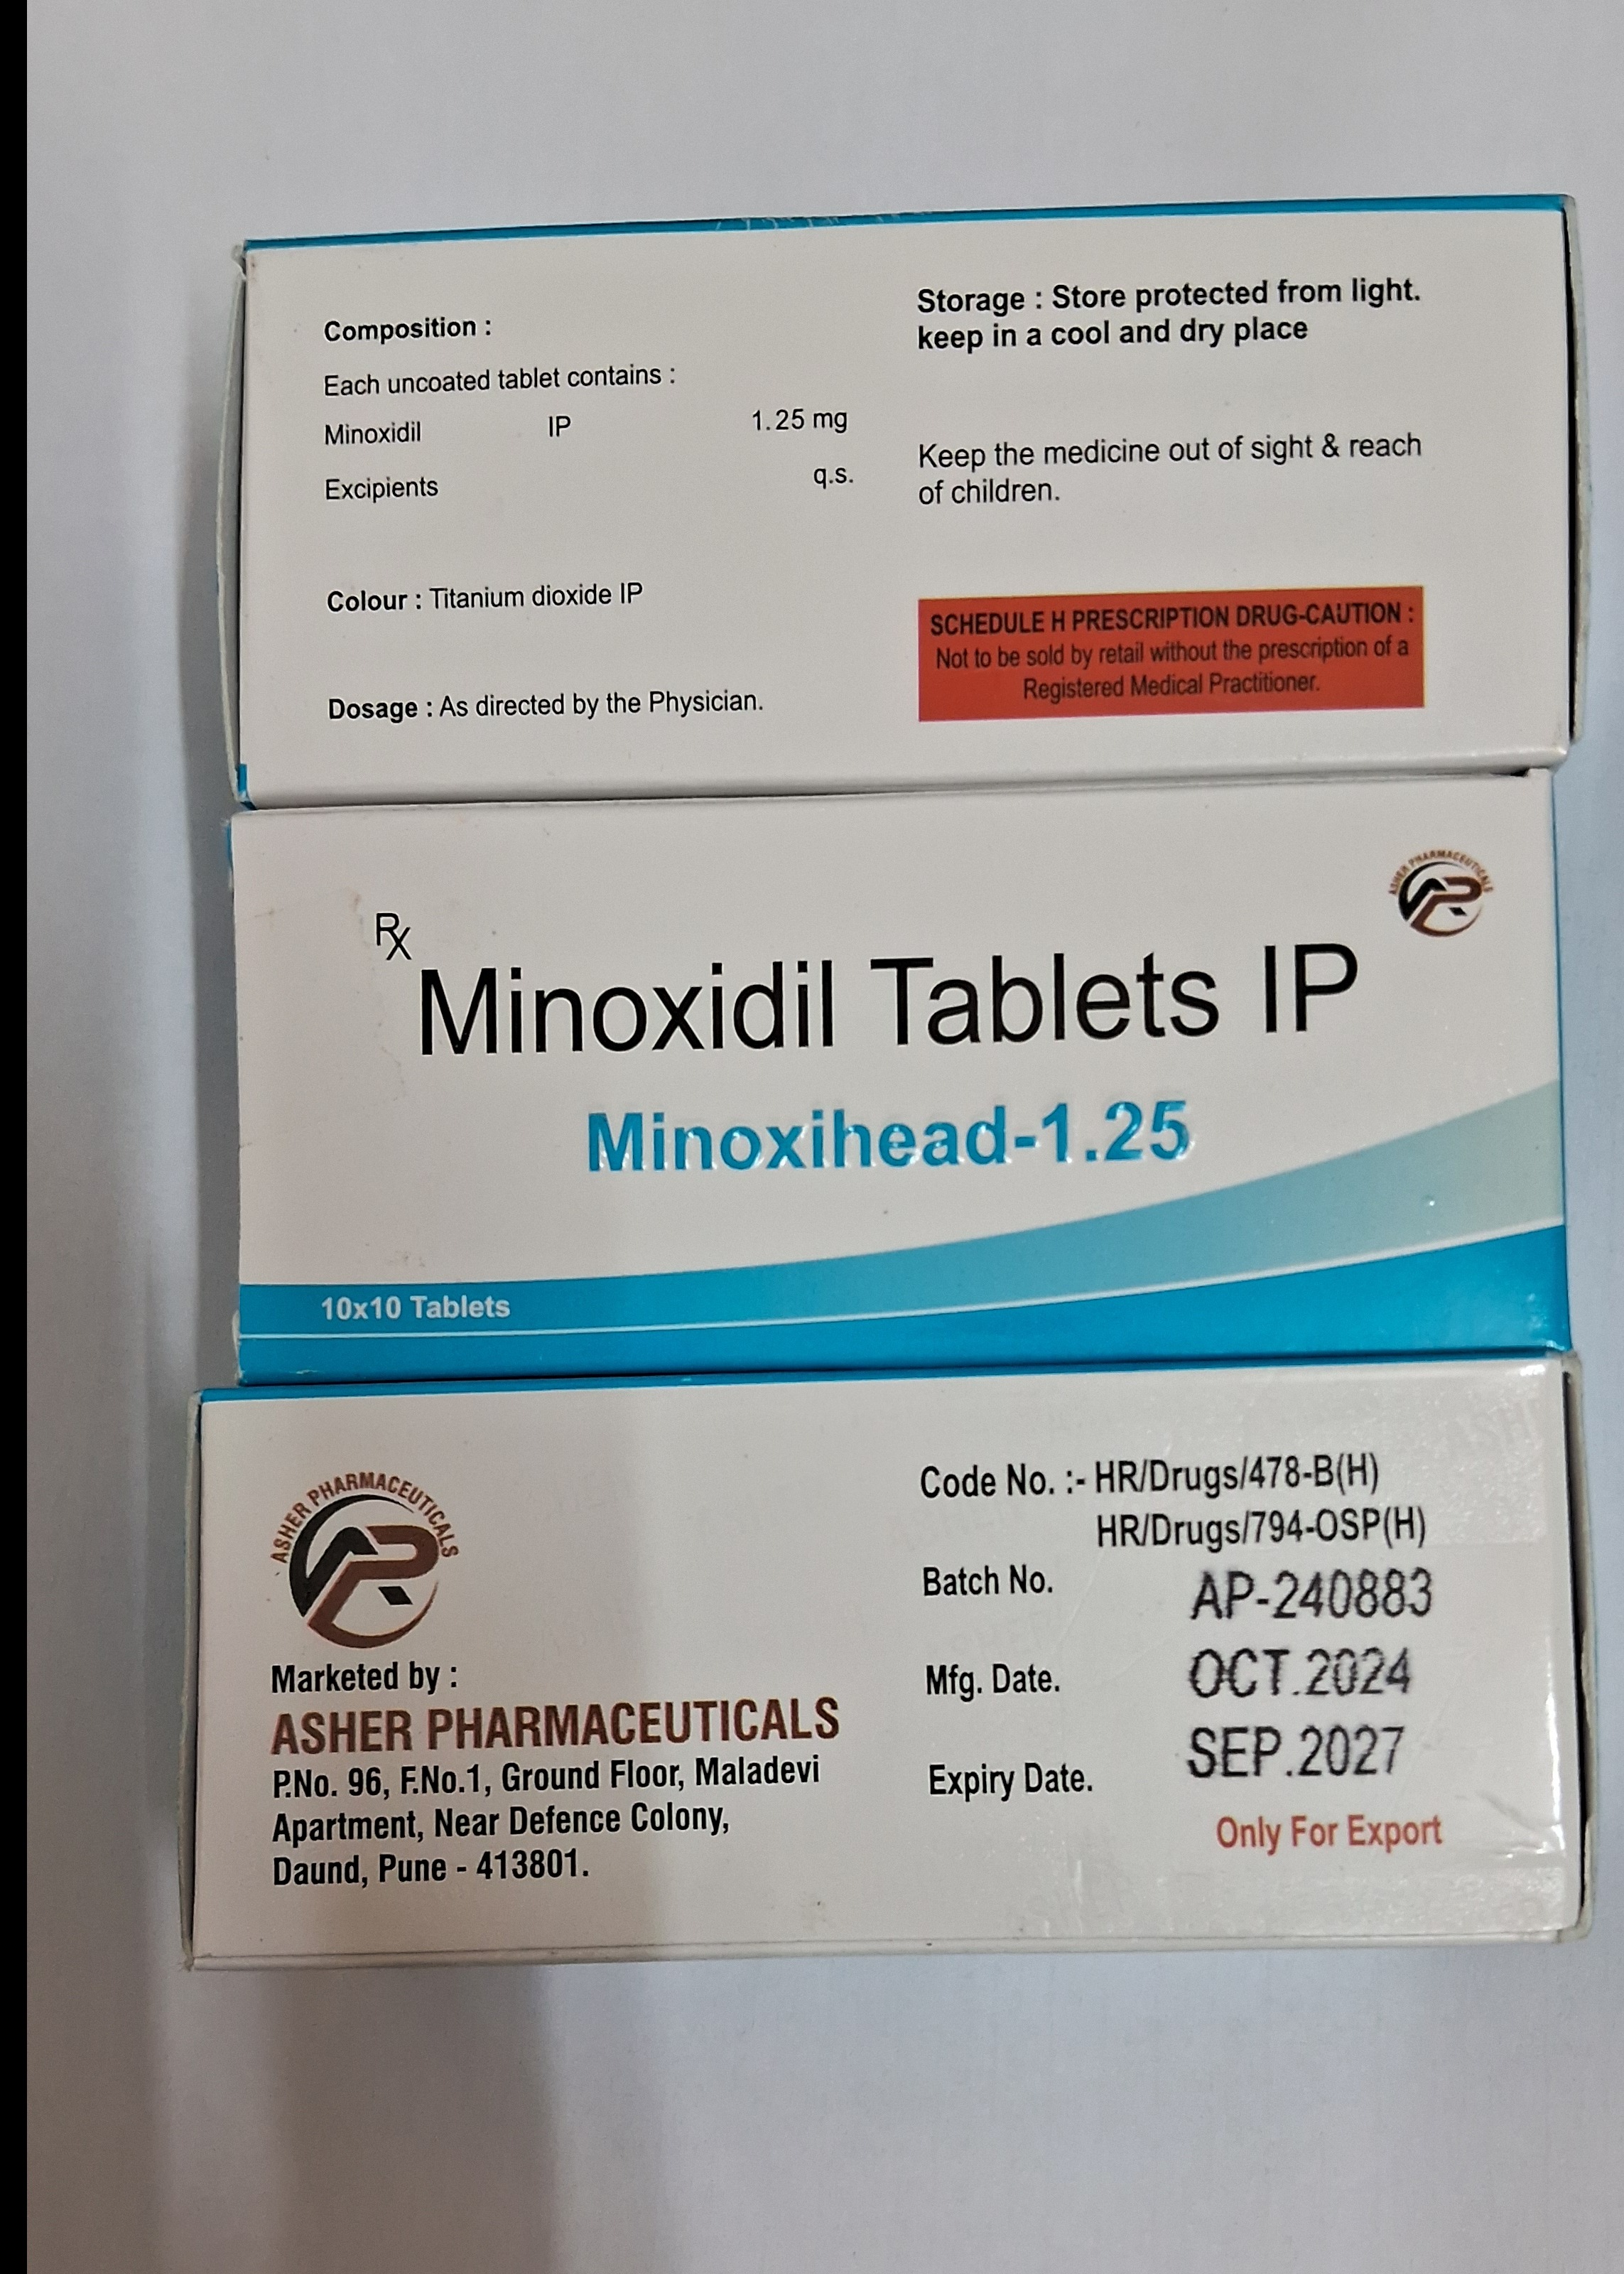 Composition :
Each uncoated tablet contains :
Minoxidil IP 1.25 mg
Excipients q.s.
Colour : Titanium dioxide IP
Dosage : As directed by the Physician.
Storage : Store protected from light.
keep in a cool and dry place
Keep the medicine out of sight & reach
of children.
SCHEDULE H PRESCRIPTION DRUG-CAUTION :
Not to be sold by retail without the prescription of a
Registered Medical Practitioner.
ASHER PHARMACEUTICALS
Rx
Minoxidil Tablets IP
Minoxihead-1.25
10x10 Tablets
ASHER PHARMACEUTICALS
Marketed by :
ASHER PHARMACEUTICALS
P.No. 96, F.No.1, Ground Floor, Maladevi
Apartment, Near Defence Colony,
Daund, Pune - 413801.
Code No. :- HR/Drugs/478-B(H)
HR/Drugs/794-OSP(H)
Batch No. AP-240883
Mfg. Date. OCT.2024
Expiry Date. SEP.2027
Only For Export